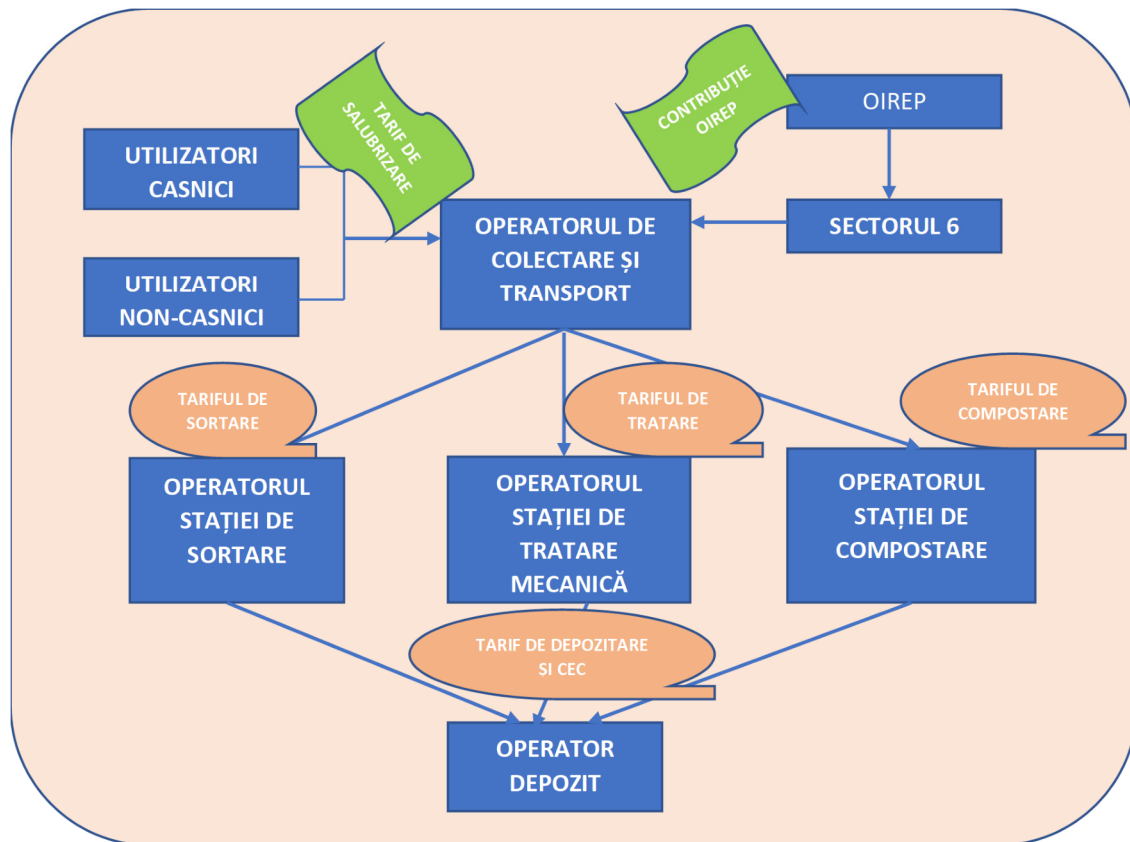 TARIF DE
SALUBRIZARE
CONTRIBUȚIE
OIREP
OIREP
UTILIZATORI
CASNICI
OPERATORUL DE
COLECTARE ȘI
TRANSPORT
SECTORUL 6
UTILIZATORI
NON-CASNICI
TARIFUL DE
SORTARE
TARIFUL DE
TRATARE
TARIFUL DE
COMPOSTARE
OPERATORUL
STAȚIEI DE
SORTARE
OPERATORUL
STAȚIEI DE
TRATARE
MECANICĂ
OPERATORUL
STAȚIEI DE
COMPOSTARE
TARIF DE DEPOZITARE
SI CEC
OPERATOR
DEPOZIT